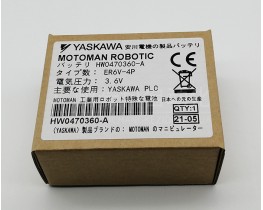 YASKAWA 安川電機の製品バッテリ
MOTOMAN ROBOTIC
バッテリ HW0470360-A
タイプ数: ER6V-4P
電気圧力: 3.6V
主要な使用: YASKAWA PLC
MOTOMAN 工業用ロボット特殊な電池
日本への元の
QTY:1
HW0470360-A
21-05
(YASKAWA) 製品ブランドの: MOTOMAN のマニピュレーター